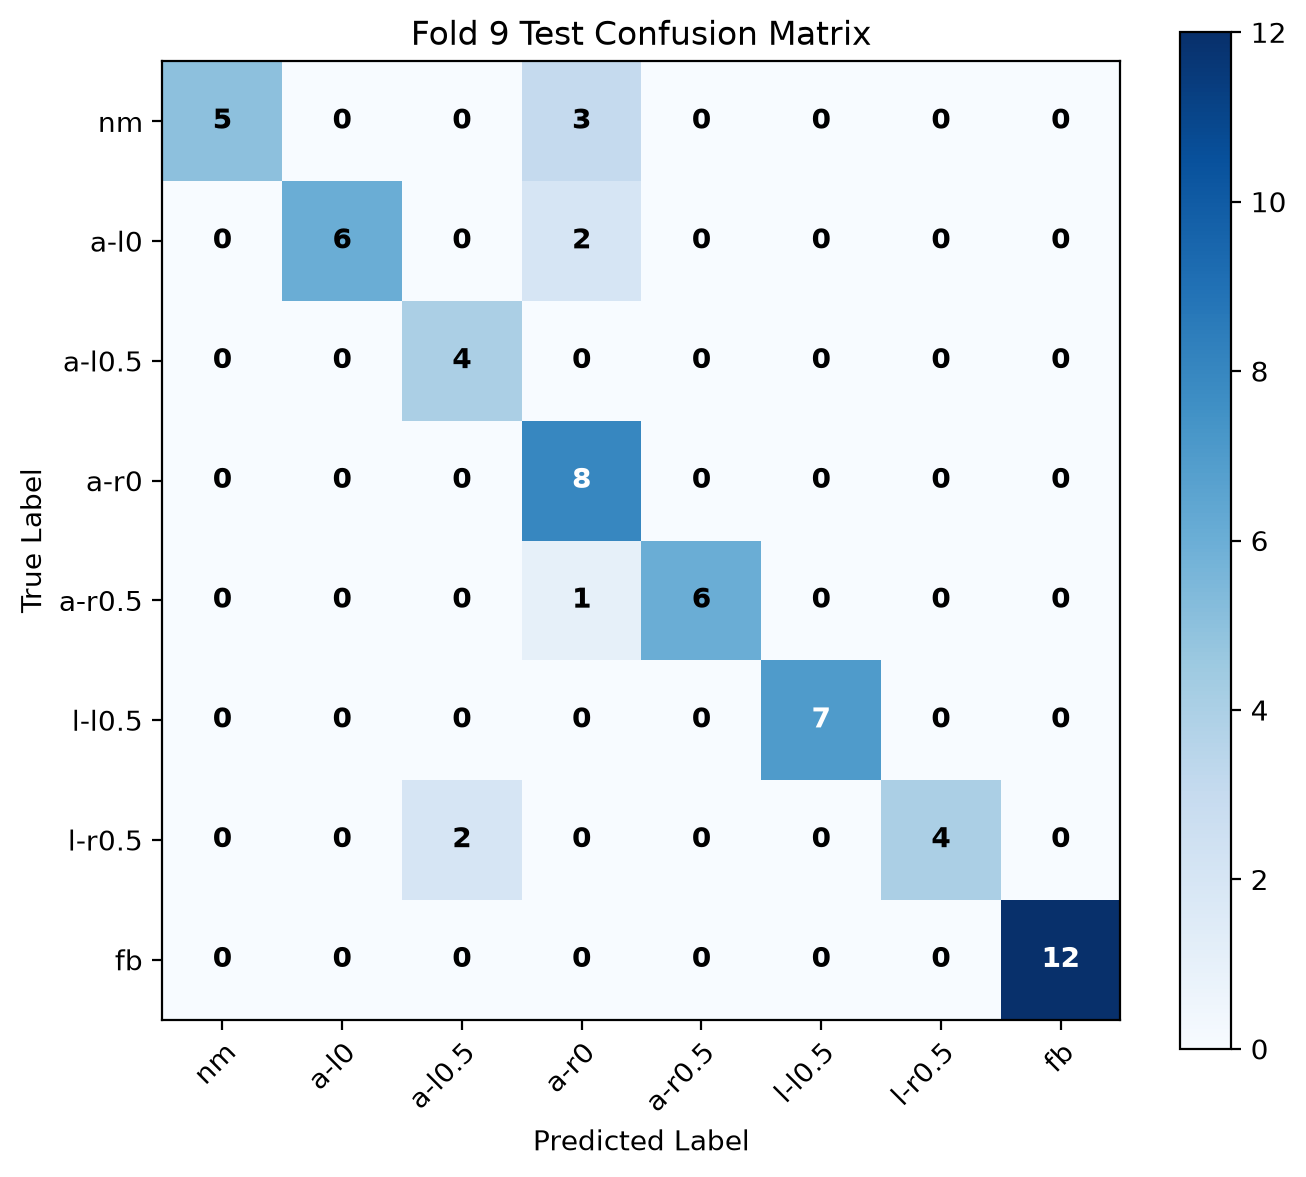 Fold 9 Test Confusion Matrix
True Label
nm 5 0 0 3 0 0 0 0
a-l0 0 6 0 2 0 0 0 0
a-l0.5 0 0 4 0 0 0 0 0
a-r0 0 0 0 8 0 0 0 0
a-r0.5 0 0 0 1 6 0 0 0
l-l0.5 0 0 0 0 0 7 0 0
l-r0.5 0 0 2 0 0 0 4 0
fb 0 0 0 0 0 0 0 12
nm a-l0 a-l0.5 a-r0 a-r0.5 l-l0.5 l-r0.5 fb
Predicted Label
12
10
8
6
4
2
0